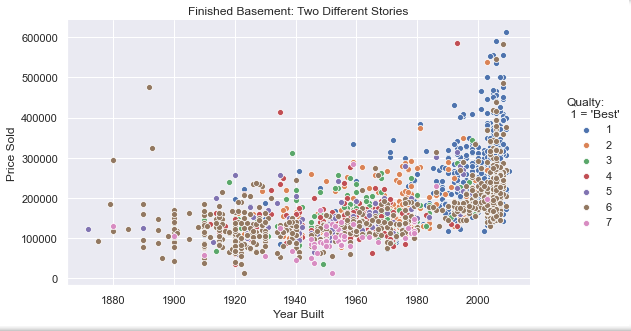 Finished Basement: Two Different Stories
600000
500000
400000
300000
200000
100000
0
Price Sold
1880 1900 1920 1940 1960 1980 2000
Year Built
Qualty:
1 = 'Best'
1
2
3
4
5
6
7